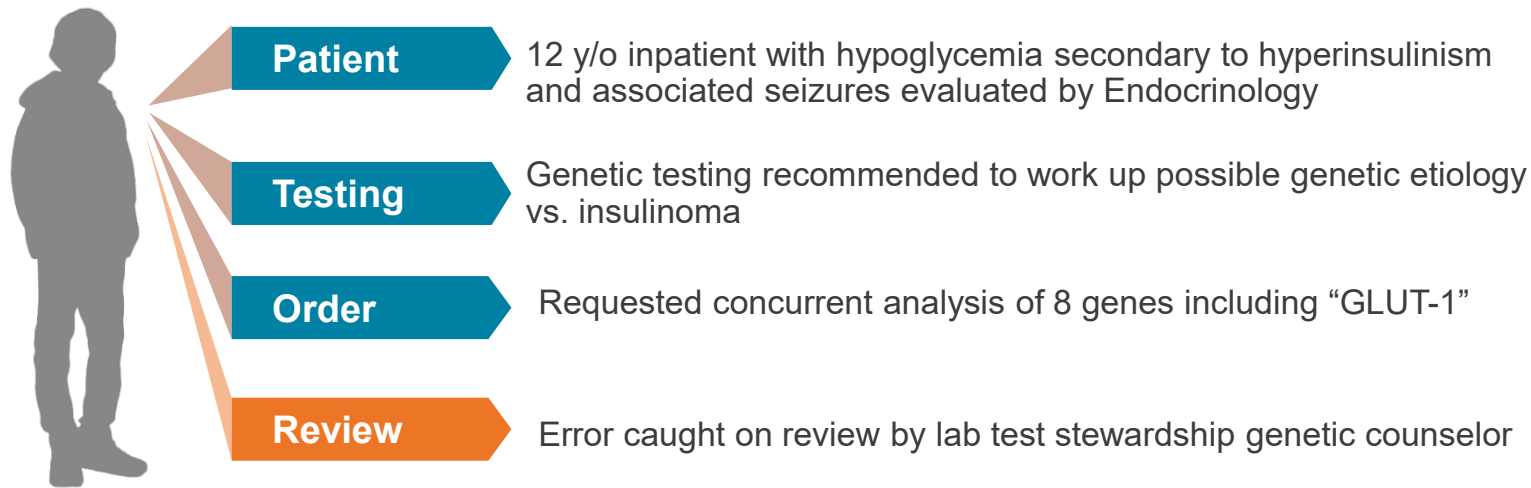 Patient
12 y/o inpatient with hypoglycemia secondary to hyperinsulinism
and associated seizures evaluated by Endocrinology
Testing
Genetic testing recommended to work up possible genetic etiology
vs. insulinoma
Order
Requested concurrent analysis of 8 genes including “GLUT-1”
Review
Error caught on review by lab test stewardship genetic counselor